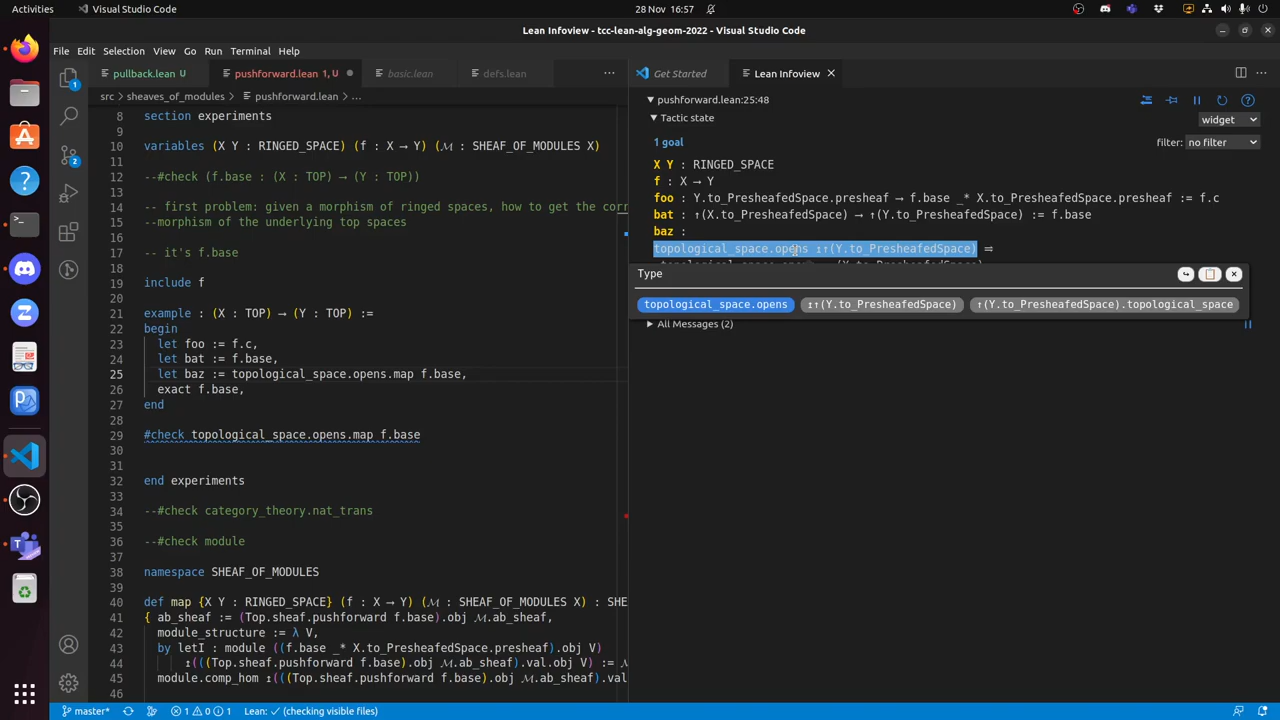 Activities
Visual Studio Code
28 Nov 16:57
Lean Infoview - tcc-lean-alg-geom-2022 - Visual Studio Code
File Edit Selection View Go Run Terminal Help
pullback.lean U
pushforward.lean 1, U
basic.lean
defs.lean
Get Started
Lean Infoview
src > sheaves_of_modules > pushforward.lean > …
8 section experiments
9
10 variables (X Y : RINGED_SPACE) (f : X ⟶ Y) (ℳ : SHEAF_OF_MODULES X)
11
12 --#check (f.base : (X : TOP) ⟶ (Y : TOP))
13
14 -- first problem: given a morphism of ringed spaces, how to get the corr
15 --morphism of the underlying top spaces
16
17 -- it's f.base
18
19 include f
20
21 example : (X : TOP) ⟶ (Y : TOP) :=
22 begin
23 let foo := f.c,
24 let bat := f.base,
25 let baz := topological_space.opens.map f.base,
26 exact f.base,
27 end
28
29 #check topological_space.opens.map f.base
30
31
32 end experiments
33
34 --#check category_theory.nat_trans
35
36 --#check module
37
38 namespace SHEAF_OF_MODULES
39
40 def map {X Y : RINGED_SPACE} (f : X ⟶ Y) (ℳ : SHEAF_OF_MODULES X) : SHE
41 { ab_sheaf := (Top.sheaf.pushforward f.base).obj ℳ.ab_sheaf,
42 module_structure := λ V,
43 by letI : module ((f.base _* X.to_PresheafedSpace.presheaf).obj V)
44 ↥(((Top.sheaf.pushforward f.base).obj ℳ.ab_sheaf).val.obj V) := ℳ
45 module.comp_hom ↥(((Top.sheaf.pushforward f.base).obj ℳ.ab_sheaf).val
46
pushforward.lean:25:48
Tactic state
widget
1 goal
filter: no filter
X Y : RINGED_SPACE
f : X ⟶ Y
foo : Y.to_PresheafedSpace.presheaf ⟶ f.base _* X.to_PresheafedSpace.presheaf := f.c
bat : ↑(X.to_PresheafedSpace) ⟶ ↑(Y.to_PresheafedSpace) := f.base
baz :
topological_space.opens ↥↑(Y.to_PresheafedSpace) ⥤
Type
topological_space.opens
↥↑(Y.to_PresheafedSpace)
↑(Y.to_PresheafedSpace).topological_space
All Messages (2)
master*
1 0 1
Lean: ✓ (checking visible files)